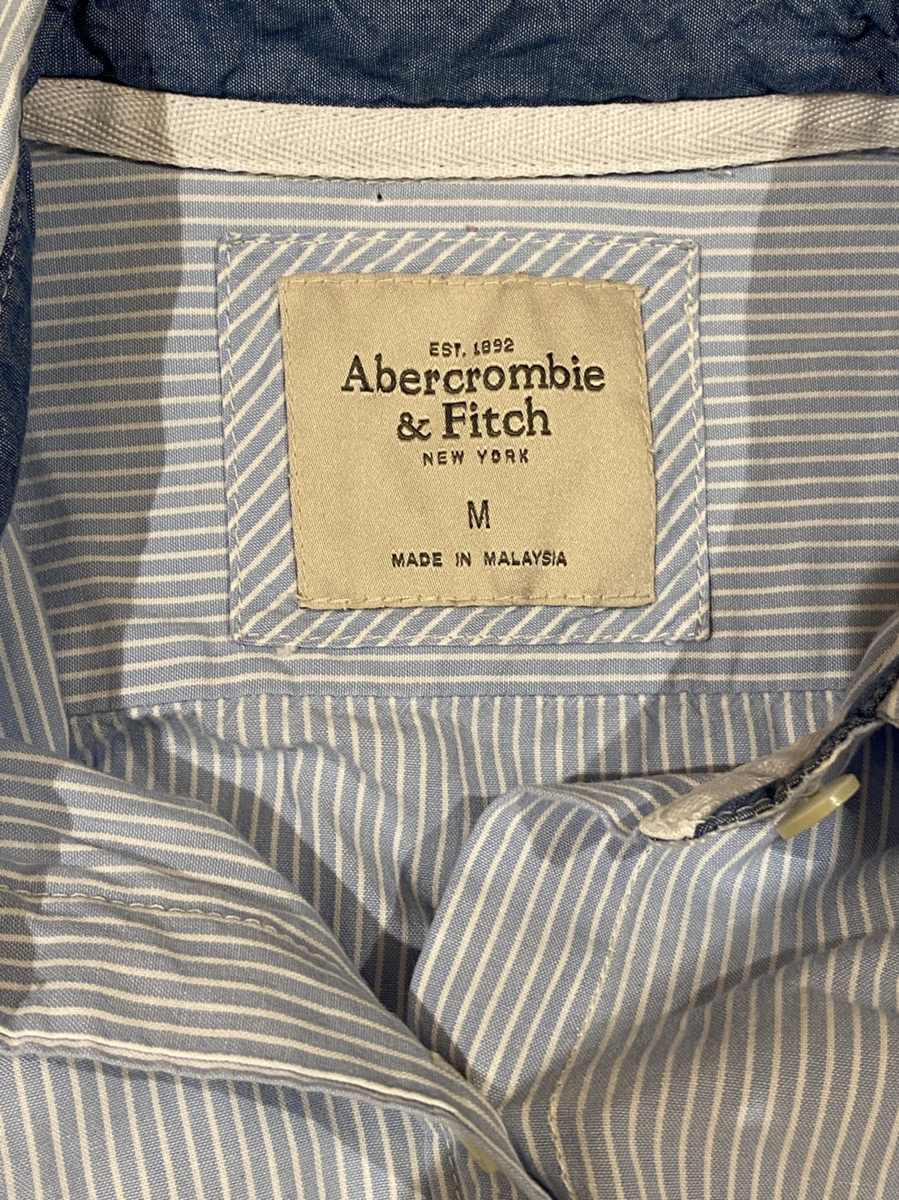 EST. 1892
Abercrombie
& Fitch
NEW YORK
M
MADE IN MALAYSIA